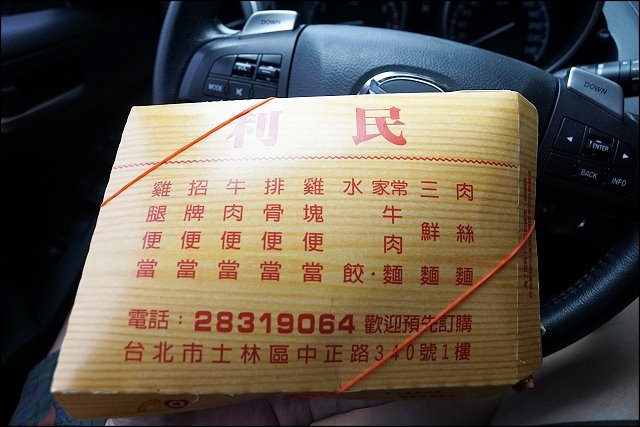 利民
雞腿便當
招牌便當
牛肉便當
排骨便當
雞塊便當
水餃
家常牛肉麵
三鮮麵
肉絲麵
電話：28319064 歡迎預先訂購
台北市士林區中正路340號1樓
DOWN
DOWN
MODE
ENTER
BACK
INFO